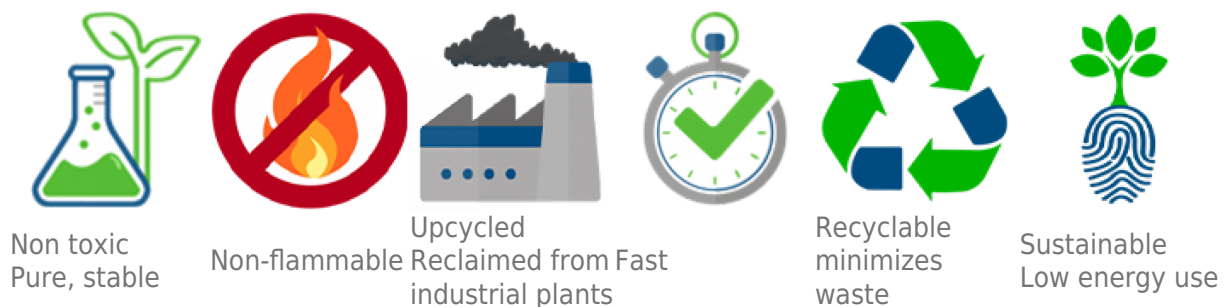 Non toxic
Pure, stable
Non-flammable
Upcycled
Reclaimed from
industrial plants
Fast
Recyclable
minimizes
waste
Sustainable
Low energy use